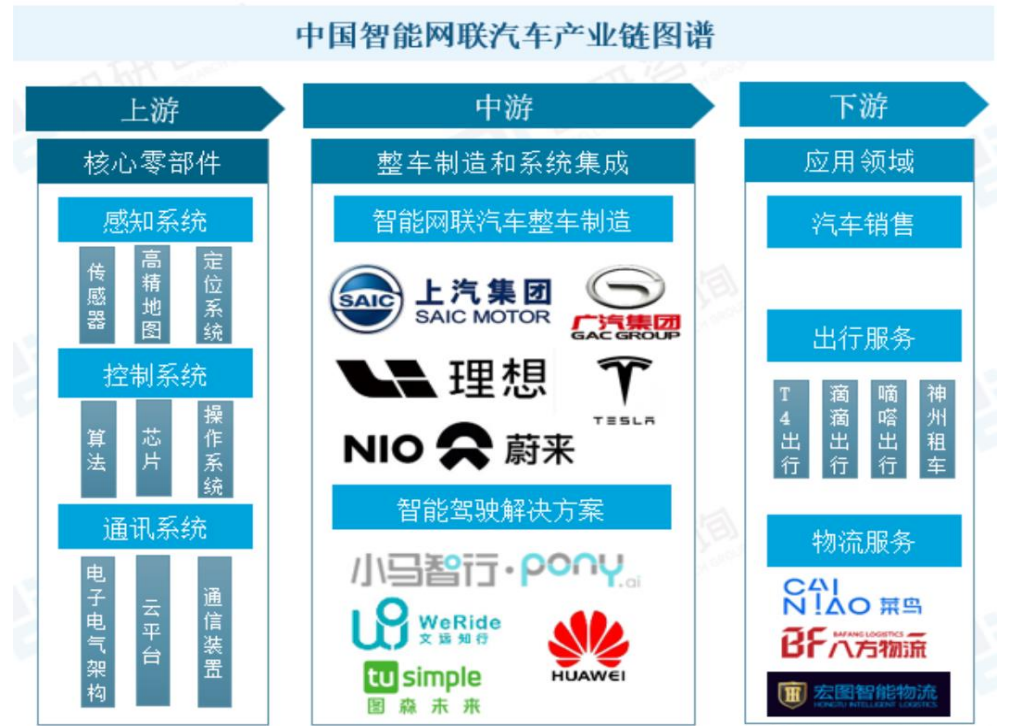 中国智能网联汽车产业链图谱
上游
核心零部件
感知系统
传感器
高精地图
定位系统
控制系统
算法
芯片
操作系统
通讯系统
电子电气架构
云平台
通信装置
中游
整车制造和系统集成
智能网联汽车整车制造
SAIC
上汽集团
SAIC MOTOR
广汽集团
GAC GROUP
理想
TESLA
NIO 蔚来
智能驾驶解决方案
小马智行·pony.ai
WeRide
文远知行
tusimple
图森未来
HUAWEI
下游
应用领域
汽车销售
出行服务
T4出行
滴滴出行
嘀嗒出行
神州租车
物流服务
CAI
NIAO 菜鸟
BAFANG LOGISTICS
BF八方物流
宏图智能物流
HONGTU INTELLIGENT LOGISTICS